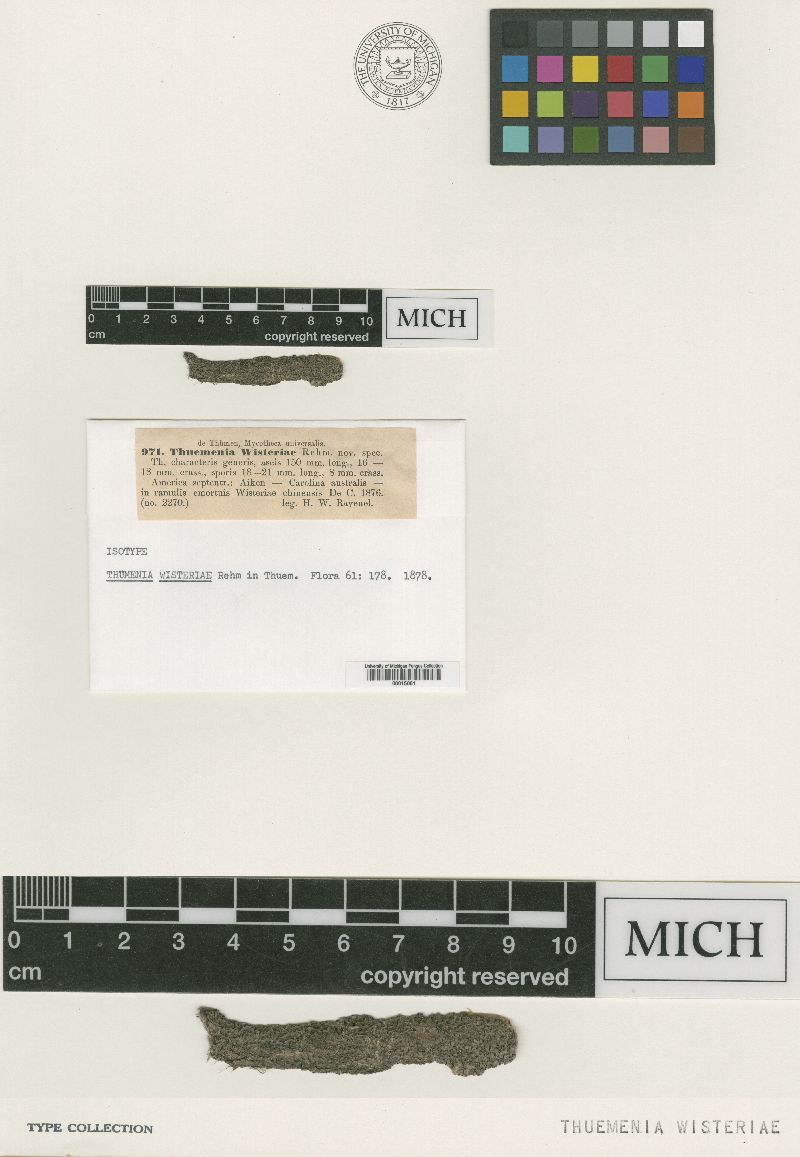 THE UNIVERSITY OF MICHIGAN
1817
0 1 2 3 4 5 6 7 8 9 10
cm
copyright reserved
MICH
de Thümen, Mycotheca universalis.
971. Thuemenia Wisteriae Rehm. nov. spec.
Th. characteris generis, ascis 150 mm. long., 16 —
18 mm. crass., sporis 18—21 mm. long., 8 mm. crass.
America septentr.: Aiken — Carolina australis —
in ramulis emortuis Wisteriae chinensis De C. 1876.
(no. 2270.) leg. H. W. Ravenel.
ISOTYPE
THUMENIA WISTERIAE Rehm in Thuem. Flora 61: 178. 1878.
University of Michigan Fungus Collection
0 1 2 3 4 5 6 7 8 9 10
cm
copyright reserved
MICH
TYPE COLLECTION
THUEMENIA WISTERIAE